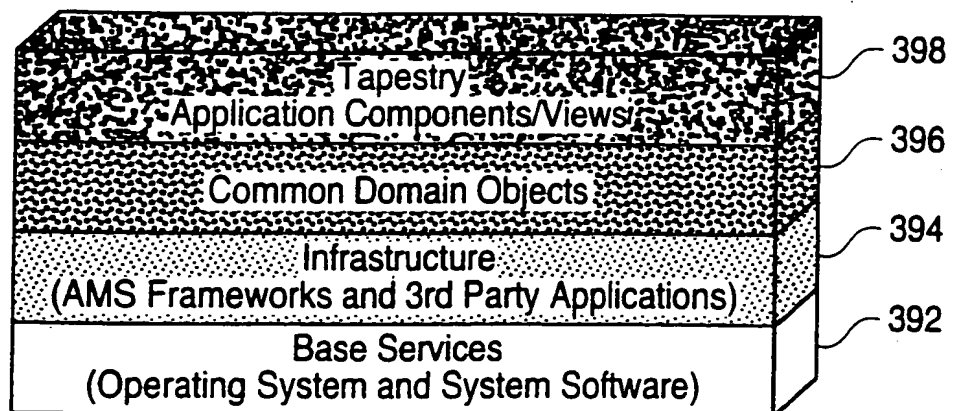 Tapestry
Application Components/Views
398
Common Domain Objects
396
Infrastructure
(AMS Frameworks and 3rd Party Applications)
394
Base Services
(Operating System and System Software)
392